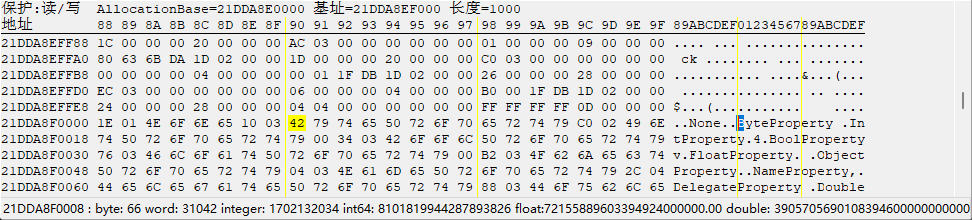 保护:读/写   AllocationBase=21DDA8E0000 基址=21DDA8EF000 长度=1000
地址 88 89 8A 8B 8C 8D 8E 8F 90 91 92 93 94 95 96 97 98 99 9A 9B 9C 9D 9E 9F 89ABCDEF0123456789ABCDEF
21DDA8EFF88 1C 00 00 00 20 00 00 00 AC 03 00 00 00 00 00 00 01 00 00 00 09 00 00 00 .... ... ...............
21DDA8EFFA0 80 63 6B DA 1D 02 00 00 1D 00 00 00 20 00 00 00 C0 03 00 00 00 00 00 00 ck ........ ... ........
21DDA8EFFB8 00 00 00 00 04 00 00 00 00 01 1F DB 1D 02 00 00 26 00 00 00 28 00 00 00 ........... ....&...(...
21DDA8EFFD0 EC 03 00 00 00 00 00 00 06 00 00 00 04 00 00 00 B0 00 1F DB 1D 02 00 00
21DDA8EFFE8 24 00 00 00 28 00 00 00 04 04 00 00 00 00 00 00 FF FF FF FF 0D 00 00 00 $...(...........
21DDA8F0000 1E 01 4E 6F 6E 65 10 03 42 79 74 65 50 72 6F 70 65 72 74 79 C0 02 49 6E ..None..ByteProperty .In
21DDA8F0018 74 50 72 6F 70 65 72 74 79 00 34 03 42 6F 6F 6C 50 72 6F 70 65 72 74 79 tProperty.4.BoolProperty
21DDA8F0030 76 03 46 6C 6F 61 74 50 72 6F 70 65 72 74 79 00 B2 03 4F 62 6A 65 63 74 v.FloatProperty. .Object
21DDA8F0048 50 72 6F 70 65 72 74 79 04 03 4E 61 6D 65 50 72 6F 70 65 72 74 79 2C 04 Property..NameProperty,.
21DDA8F0060 44 65 6C 65 67 61 74 65 50 72 6F 70 65 72 74 79 88 03 44 6F 75 62 6C 65 DelegateProperty .Double
21DDA8F0008 : byte: 66 word: 31042 integer: 1702132034 int64: 8101819944287893826 float:72155889603394924000000.00 double: 3905705690108394600000000000